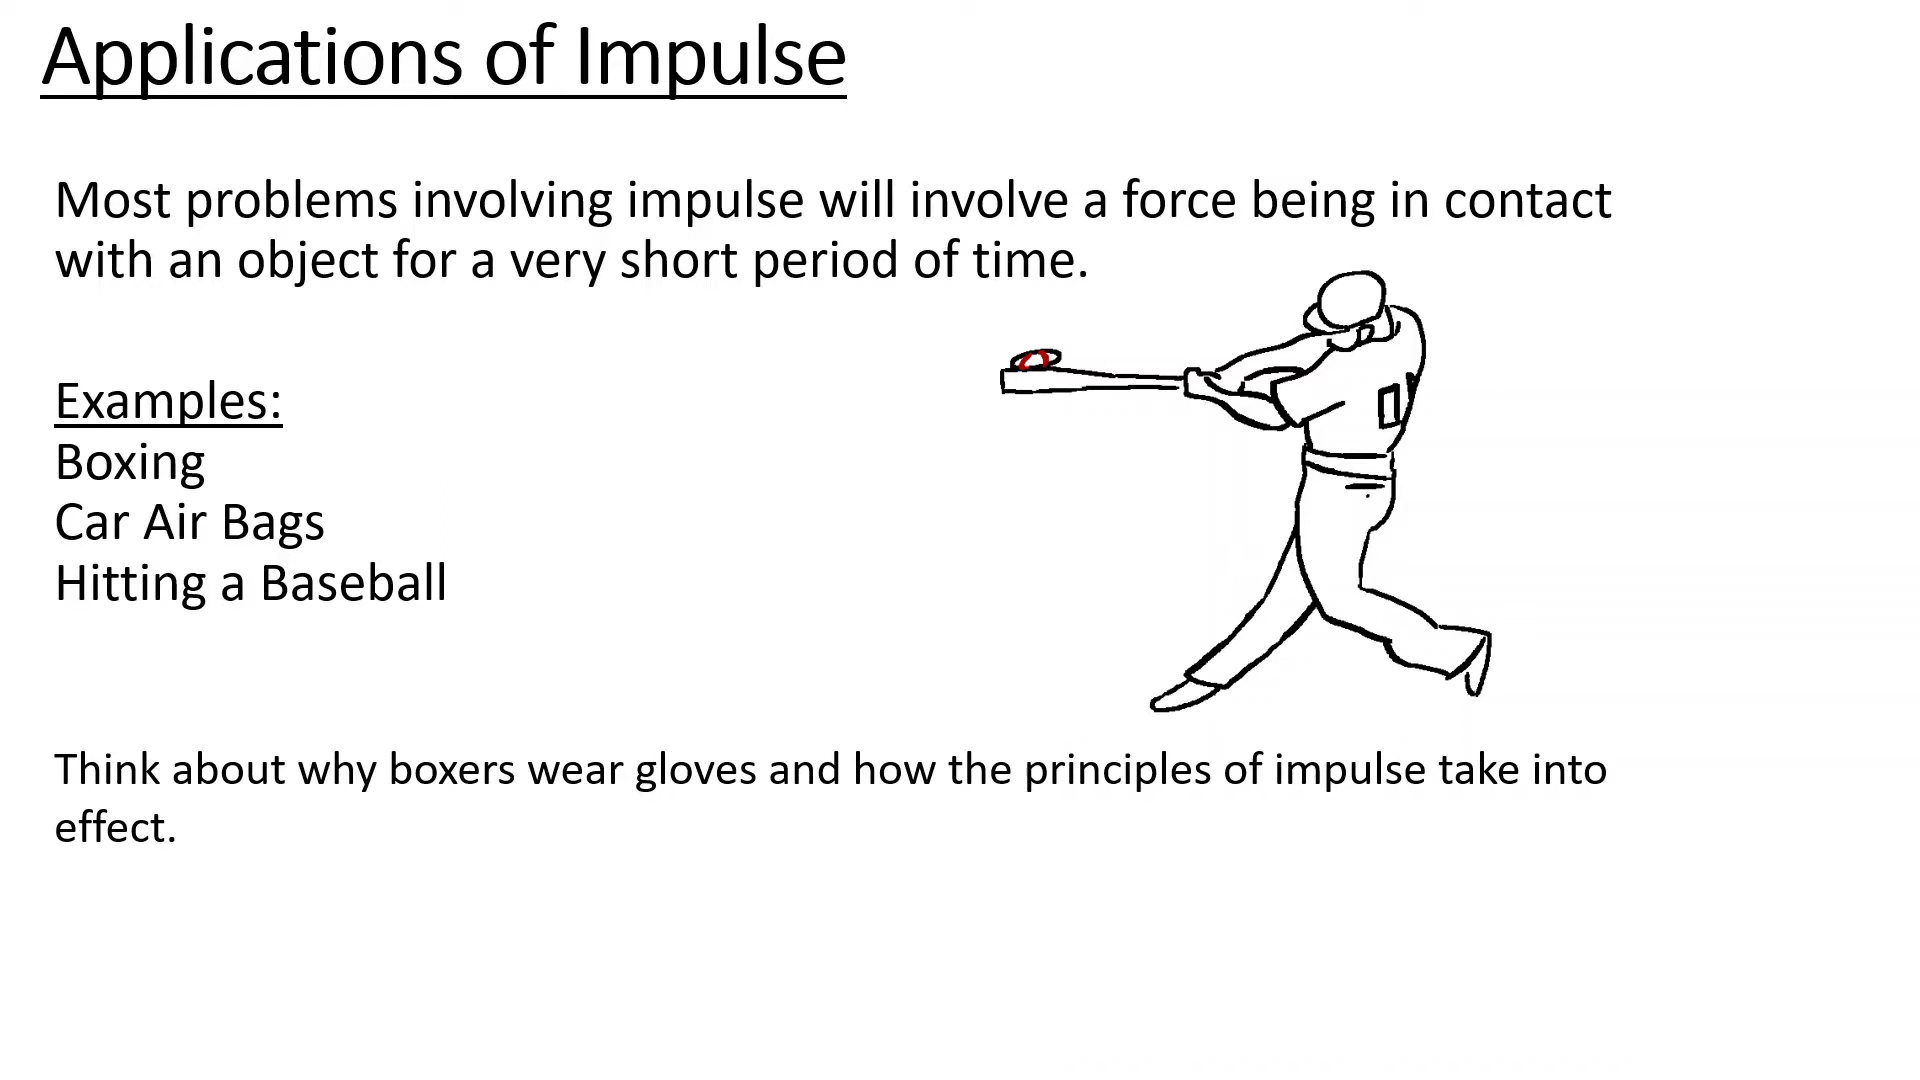 Applications of Impulse
Most problems involving impulse will involve a force being in contact
with an object for a very short period of time.
Examples:
Boxing
Car Air Bags
Hitting a Baseball
Think about why boxers wear gloves and how the principles of impulse take into
effect.